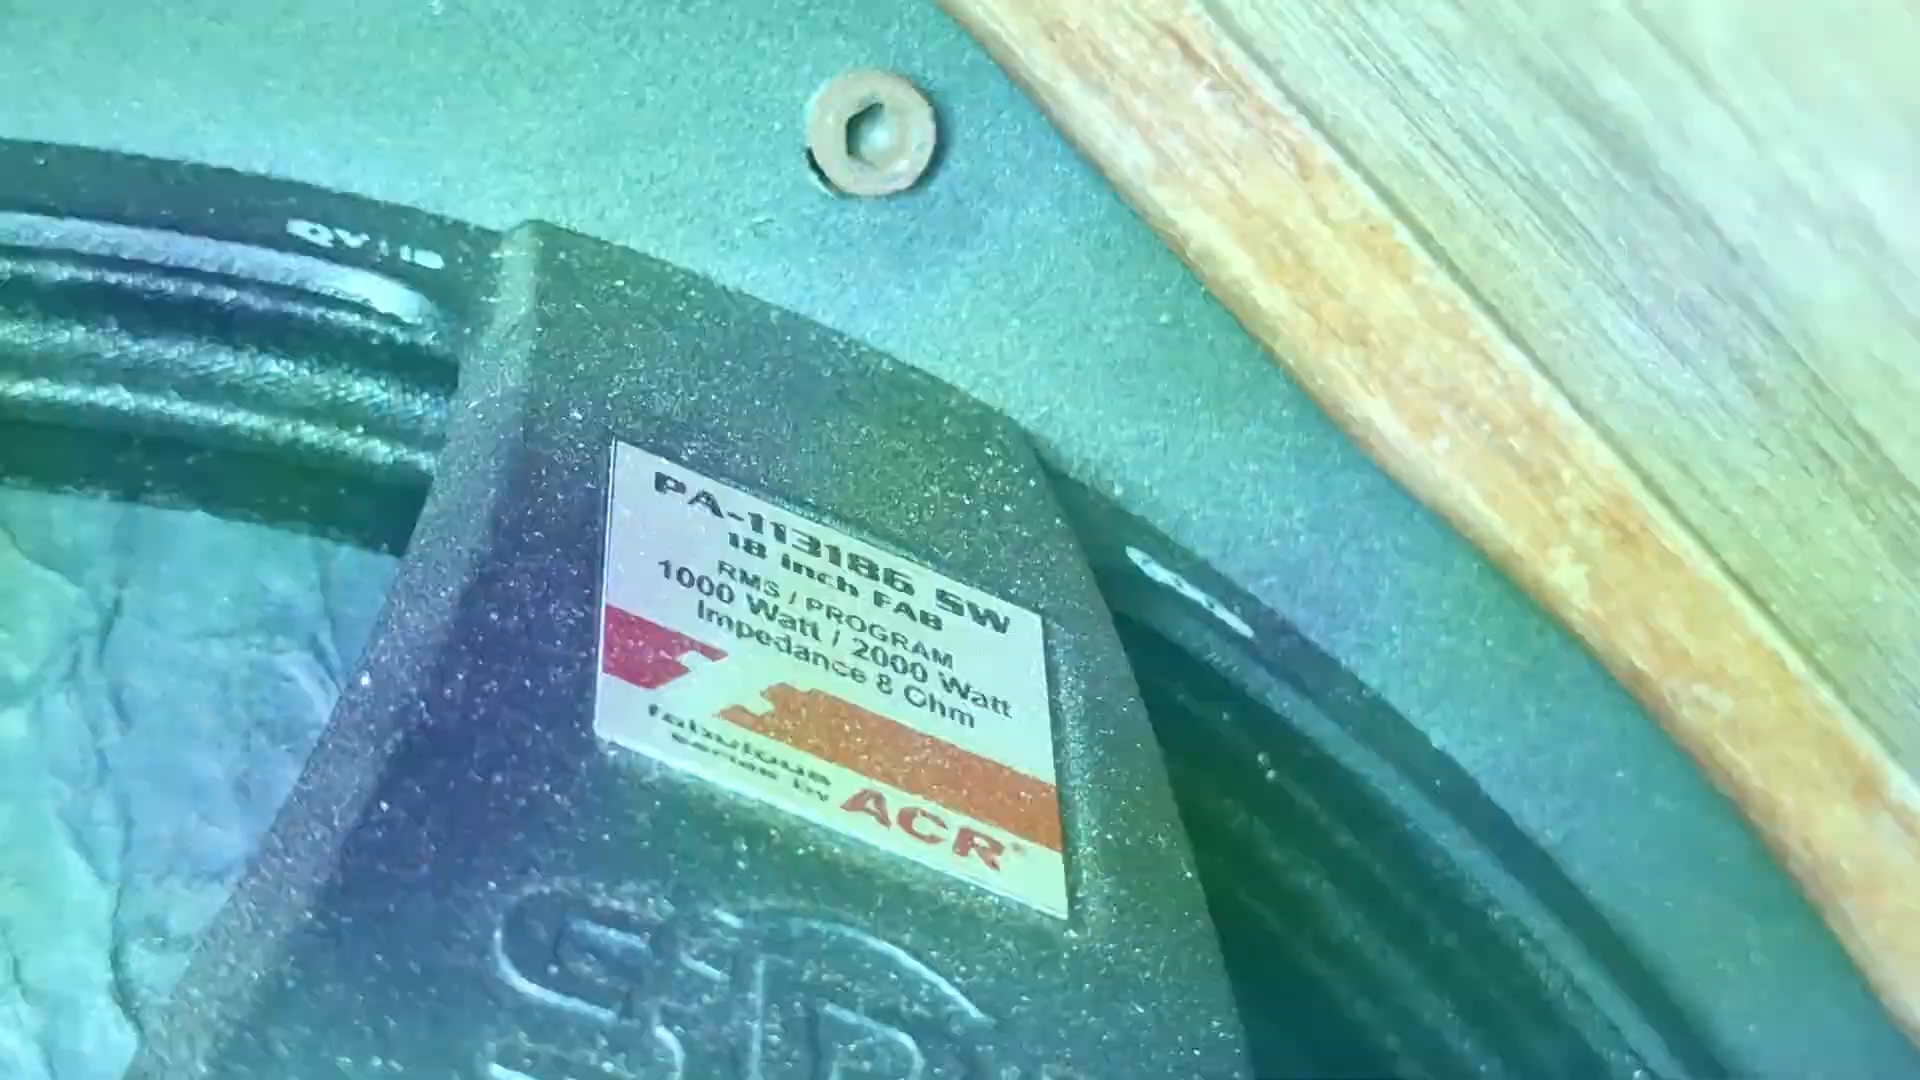 PA-113186 SW
18 inch FAB
RMS / PROGRAM
1000 Watt / 2000 Watt
Impedance 8 Ohm
fabulous
series by
ACR